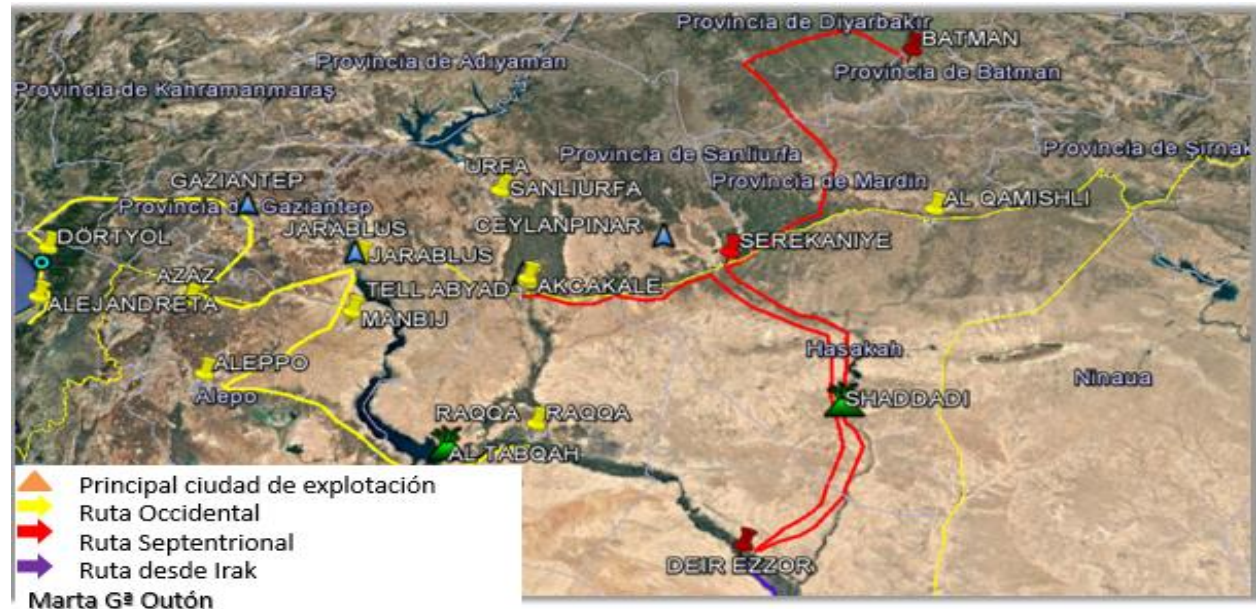 Provincia de Diyarbakir
BATMAN
Provincia de Adıyaman
Provincia de Batman
Provincia de Kahramanmaraş
Provincia de Sanliurfa
Provincia de Şirnak
URFA
SANLIURFA
Provincia de Mardin
GAZIANTEP
Provincia de Gaziantep
AL QAMISHLI
CEYLANPINAR
JARABLUS
DÖRTYOL
SEREKANIYE
JARABLUS
AZAZ
TELL ABYAD
AKCAKALE
ALEJANDRETA
MANBIJ
Hasakah
ALEPPO
Ninaua
Alepo
SHADDADI
RAQQA
RAQQA
AL TABQAH
DEIR EZZOR
Principal ciudad de explotación
Ruta Occidental
Ruta Septentrional
Ruta desde Irak
Marta Gª Outón